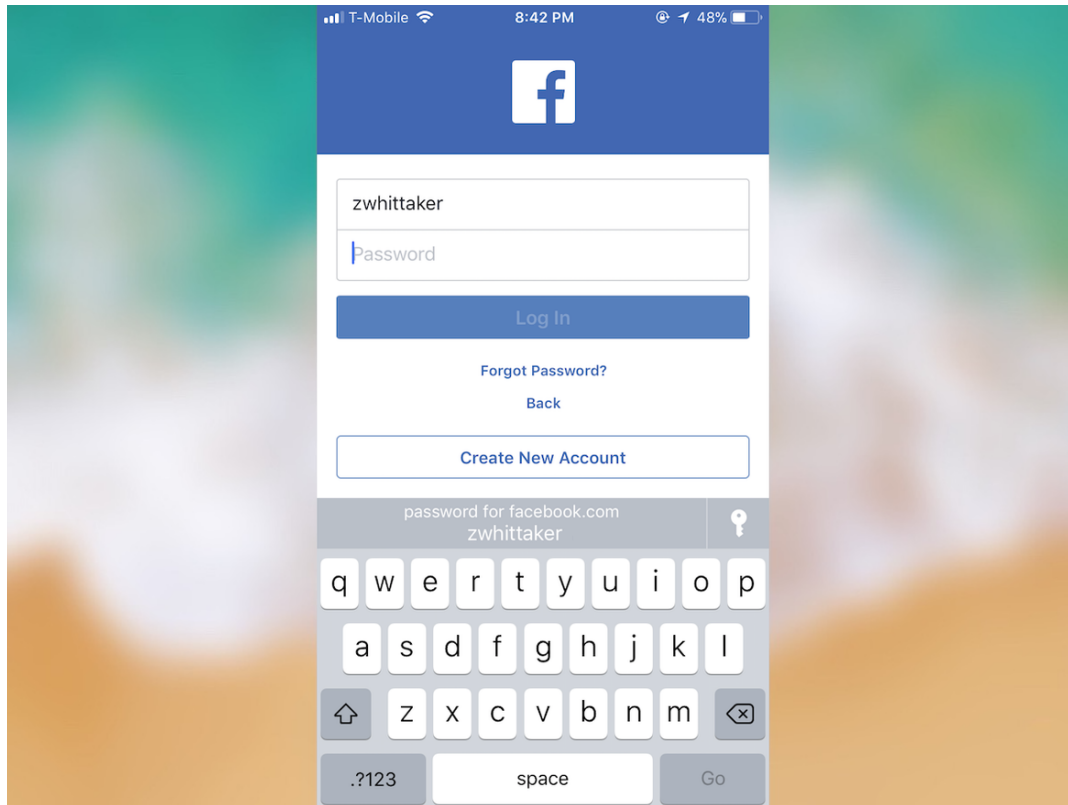 T-Mobile 8:42 PM 48%
f
zwhittaker
Password
Log In
Forgot Password?
Back
Create New Account
password for facebook.com
zwhittaker
q w e r t y u i o p
a s d f g h j k l
z x c v b n m
.?123 space Go